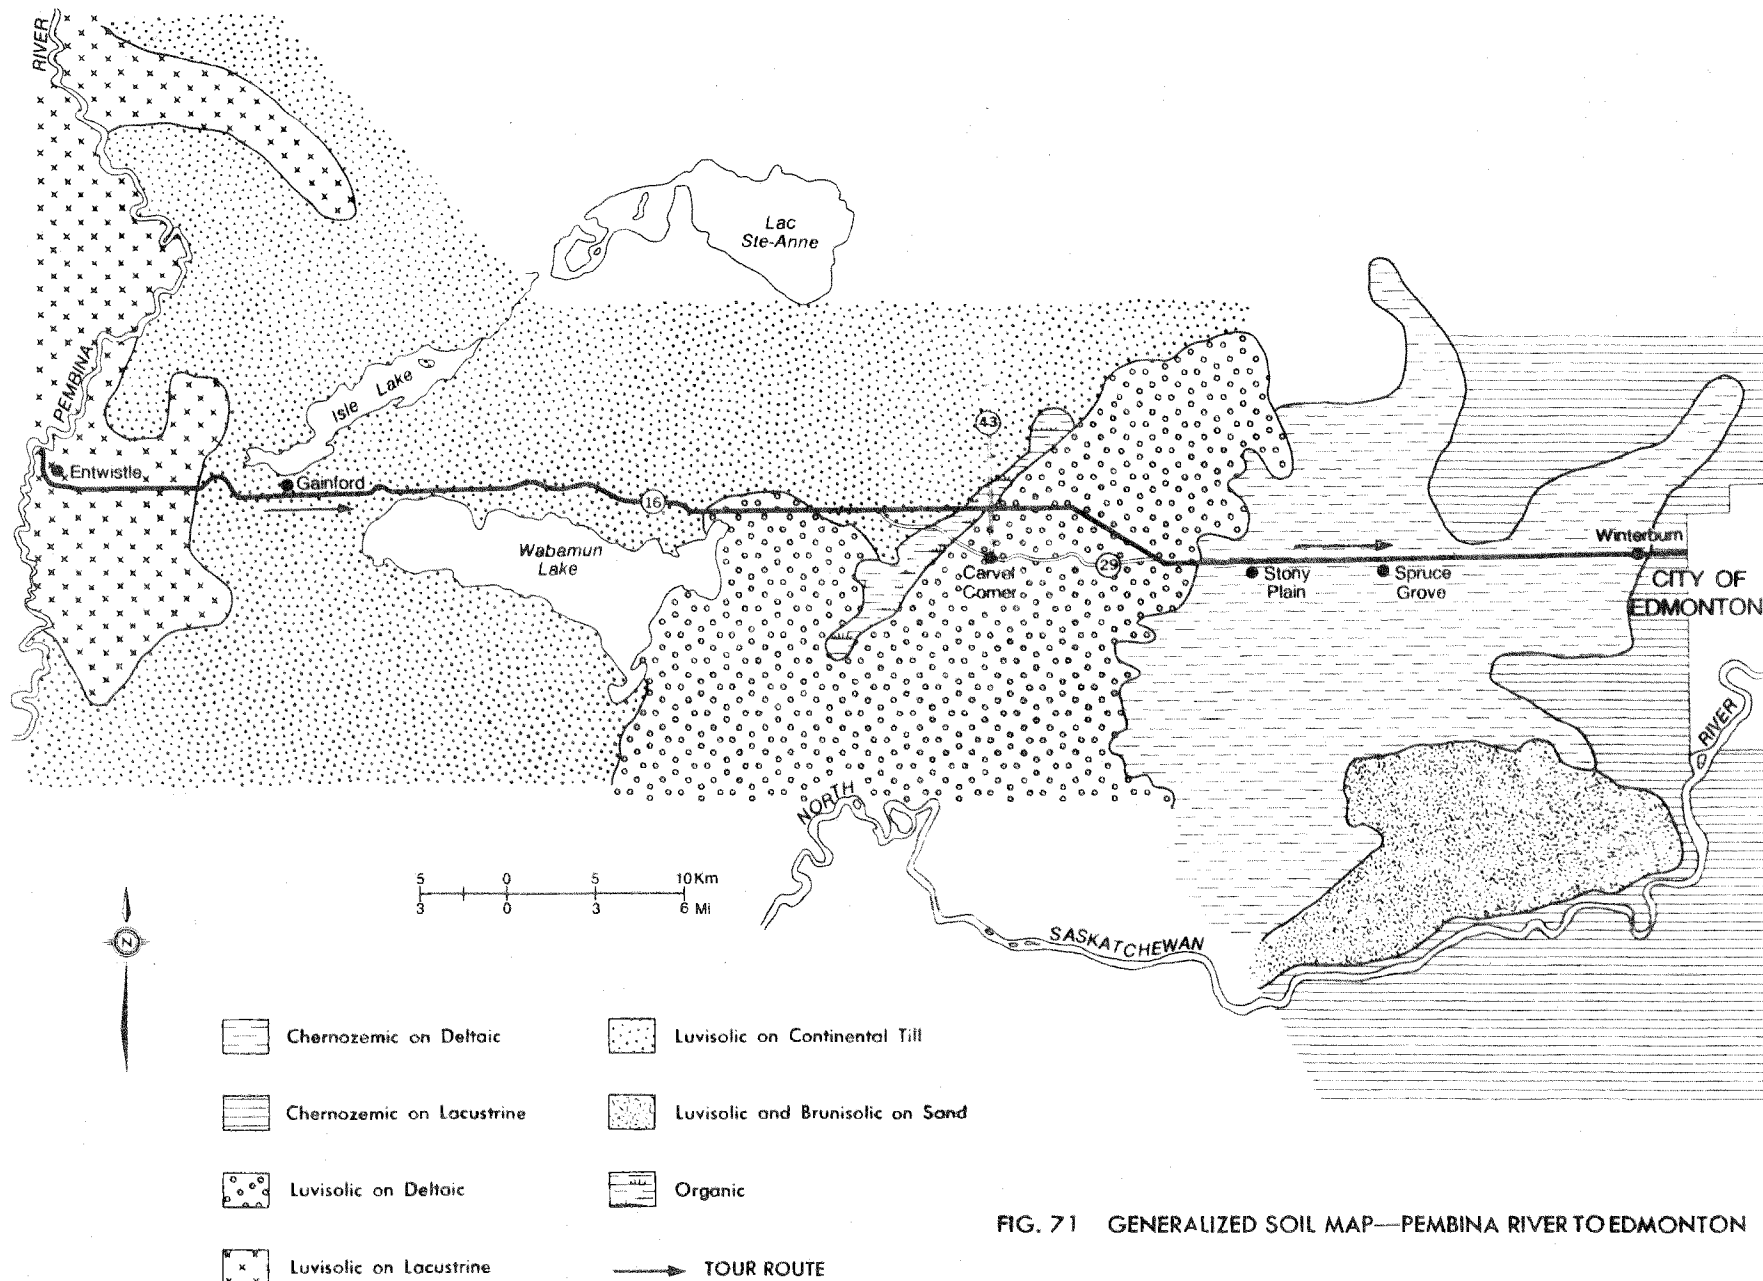 RIVER
Lac
Ste-Anne
PEMBINA
Isle Lake
43
Entwistle
Gainford
16
Wabamun
Lake
Carvel
Corner
29
Stony
Plain
Spruce
Grove
Winterburn
CITY OF
EDMONTON
RIVER
NORTH
SASKATCHEWAN
5 0 5 10 Km
3 0 3 6 Mi
N
Chernozemic on Deltaic
Luvisolic on Continental Till
Chernozemic on Lacustrine
Luvisolic and Brunisolic on Sand
Luvisolic on Deltaic
Organic
Luvisolic on Lacustrine
TOUR ROUTE
FIG. 71 GENERALIZED SOIL MAP—PEMBINA RIVER TO EDMONTON